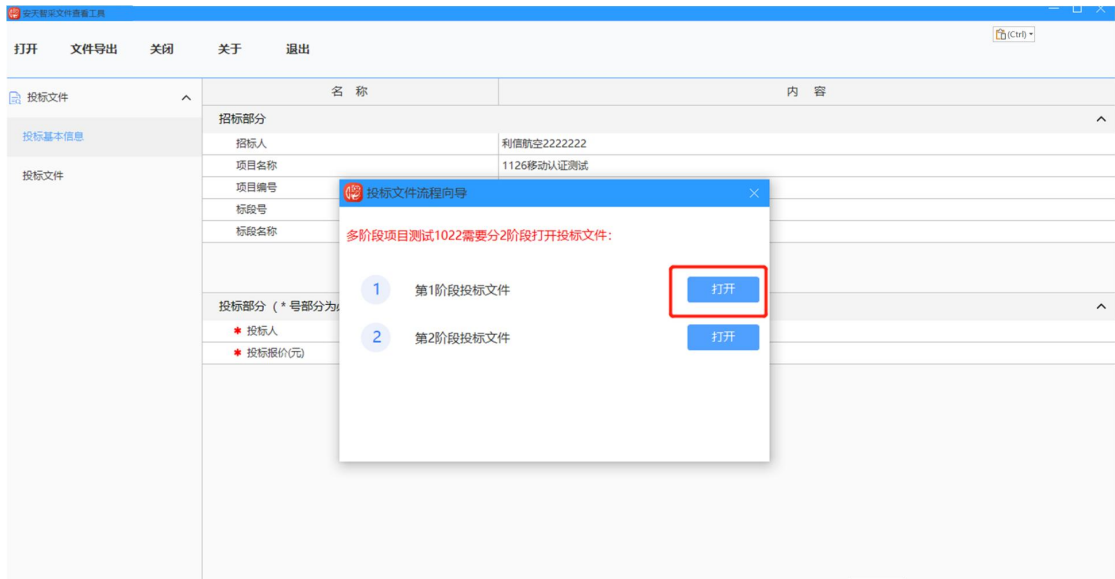 安天智采文件查看工具
(Ctrl)
打开 文件导出 关闭 关于 退出
投标文件
投标基本信息
投标文件
名 称 内 容
招标部分
招标人 利信航空2222222
项目名称 1126移动认证测试
项目编号
标段号
标段名称
投标部分（*号部分为
* 投标人
* 投标报价(元)
投标文件流程向导
多阶段项目测试1022需要分2阶段打开投标文件:
1 第1阶段投标文件 打开
2 第2阶段投标文件 打开